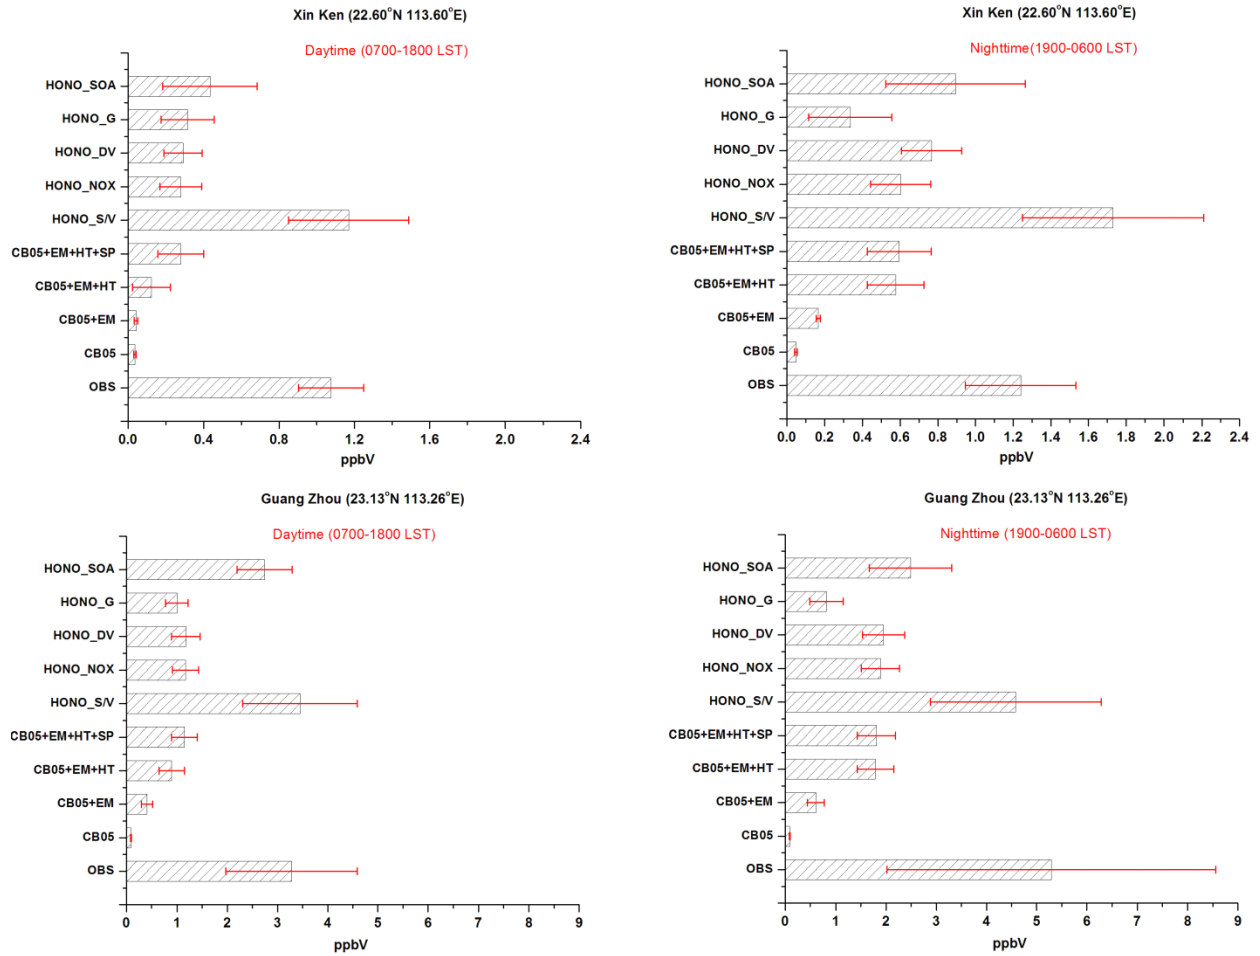 Xin Ken (22.60°N 113.60°E)
Daytime (0700-1800 LST)
HONO_SOA
HONO_G
HONO_DV
HONO_NOX
HONO_S/V
CB05+EM+HT+SP
CB05+EM+HT
CB05+EM
CB05
OBS
0.0 0.4 0.8 1.2 1.6 2.0 2.4
ppbV
Xin Ken (22.60°N 113.60°E)
Nighttime(1900-0600 LST)
HONO_SOA
HONO_G
HONO_DV
HONO_NOX
HONO_S/V
CB05+EM+HT+SP
CB05+EM+HT
CB05+EM
CB05
OBS
0.0 0.2 0.4 0.6 0.8 1.0 1.2 1.4 1.6 1.8 2.0 2.2 2.4
ppbV
Guang Zhou (23.13°N 113.26°E)
Daytime (0700-1800 LST)
HONO_SOA
HONO_G
HONO_DV
HONO_NOX
HONO_S/V
CB05+EM+HT+SP
CB05+EM+HT
CB05+EM
CB05
OBS
0 1 2 3 4 5 6 7 8 9
ppbV
Guang Zhou (23.13°N 113.26°E)
Nighttime (1900-0600 LST)
HONO_SOA
HONO_G
HONO_DV
HONO_NOX
HONO_S/V
CB05+EM+HT+SP
CB05+EM+HT
CB05+EM
CB05
OBS
0 1 2 3 4 5 6 7 8 9
ppbV